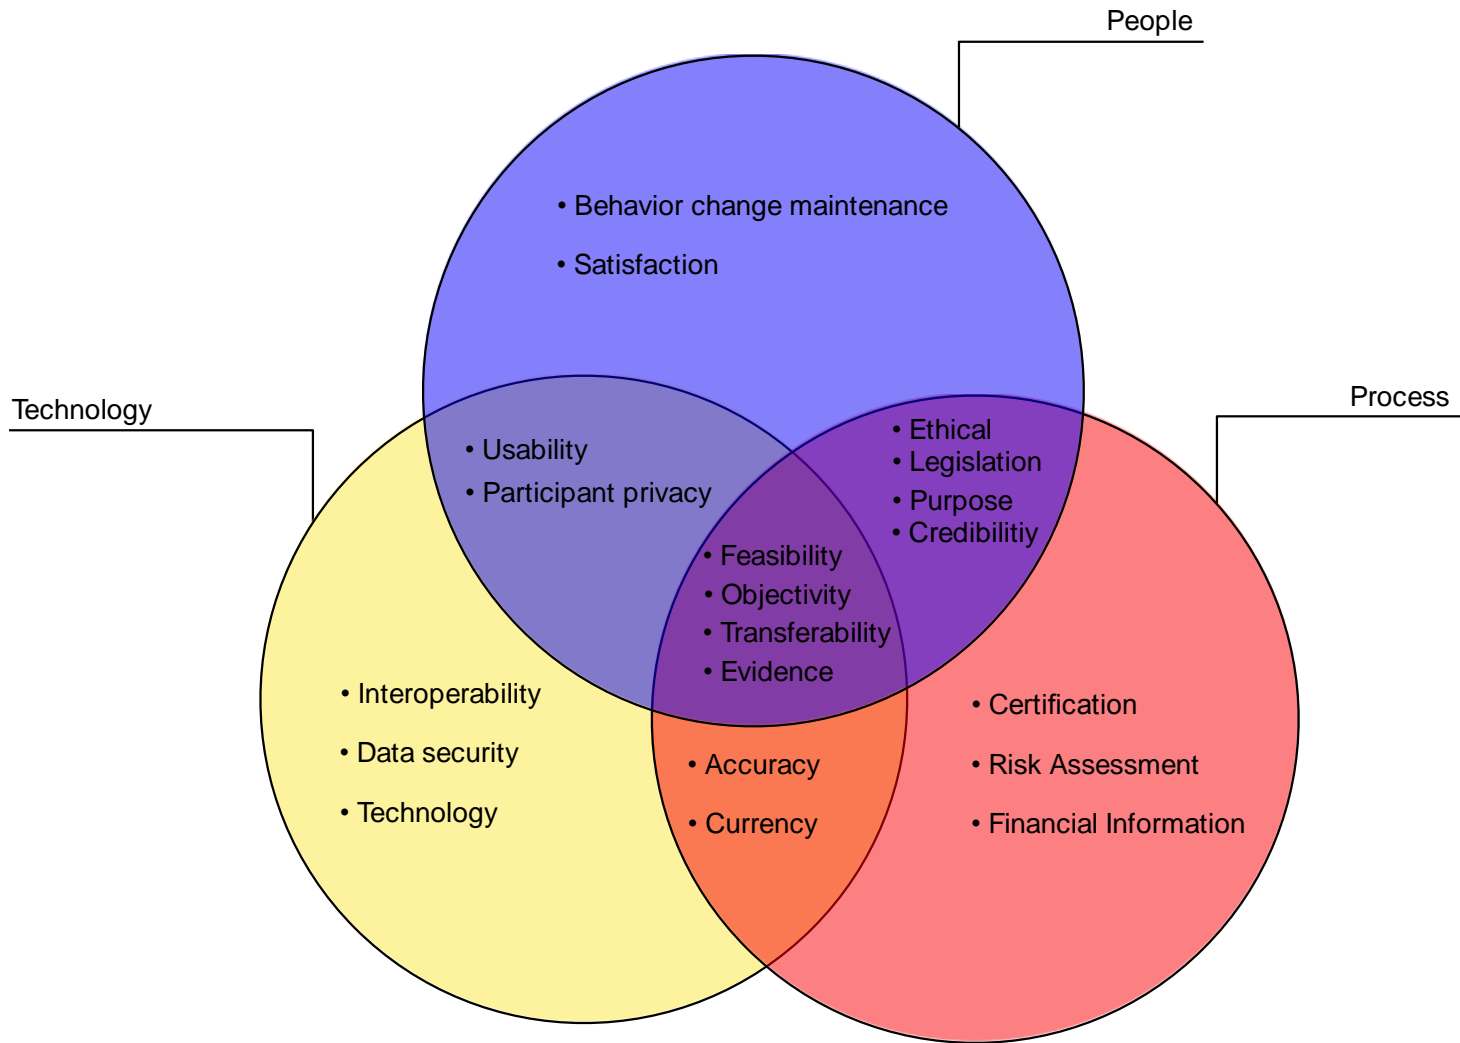 People
• Behavior change maintenance
• Satisfaction
Technology
Process
• Usability
• Participant privacy
• Ethical
• Legislation
• Purpose
• Credibilitiy
• Feasibility
• Objectivity
• Transferability
• Evidence
• Interoperability
• Data security
• Technology
• Accuracy
• Currency
• Certification
• Risk Assessment
• Financial Information